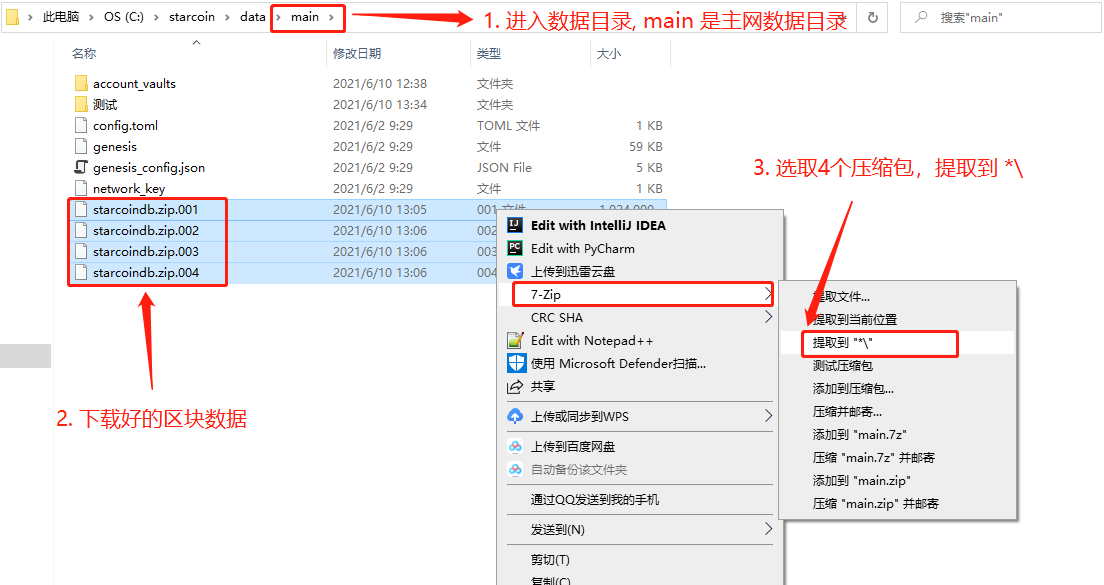 此电脑 > OS (C:) > starcoin > data > main >
1. 进入数据目录, main 是主网数据目录
搜索"main"
名称 修改日期 类型 大小
account_vaults 2021/6/10 12:38 文件夹
测试 2021/6/10 13:34 文件夹
config.toml 2021/6/2 9:29 TOML 文件 1 KB
genesis 2021/6/2 9:29 文件 59 KB
genesis_config.json 2021/6/2 9:29 JSON File 5 KB
network_key 2021/6/2 9:29 文件 1 KB
starcoindb.zip.001 2021/6/10 13:05 001 文件 1,024,000
starcoindb.zip.002 2021/6/10 13:06 002
starcoindb.zip.003 2021/6/10 13:06 003
starcoindb.zip.004 2021/6/10 13:06 004
2. 下载好的区块数据
Edit with IntelliJ IDEA
Edit with PyCharm
上传到迅雷云盘
7-Zip
CRC SHA
Edit with Notepad++
使用 Microsoft Defender扫描...
共享
上传或同步到WPS
上传到百度网盘
自动备份该文件夹
通过QQ发送到我的手机
发送到(N)
剪切(T)
复制(C)
3. 选取4个压缩包，提取到 *\
提取文件...
提取到当前位置
提取到 "*\"
测试压缩包
添加到压缩包...
压缩并邮寄...
添加到 "main.7z"
压缩 "main.7z" 并邮寄
添加到 "main.zip"
压缩 "main.zip" 并邮寄